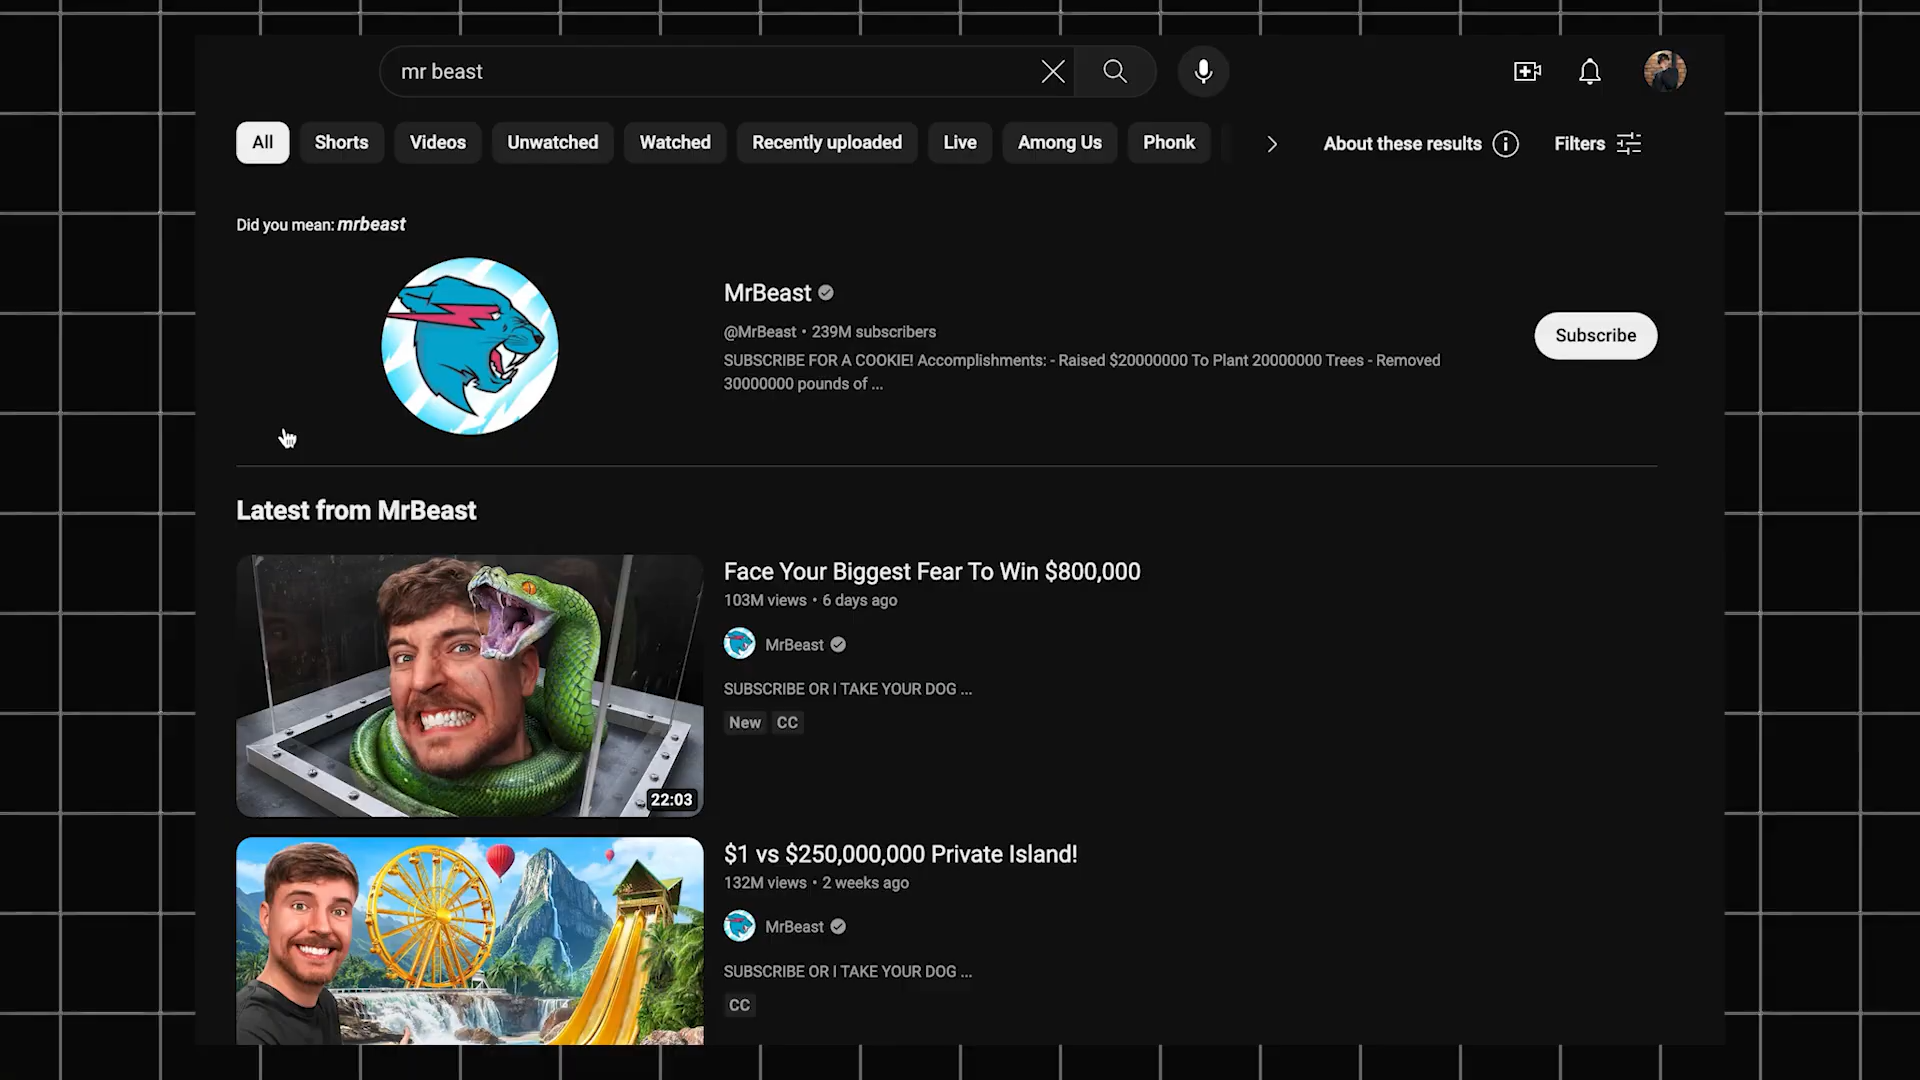 mr beast
All Shorts Videos Unwatched Watched Recently uploaded Live Among Us Phonk About these results Filters
Did you mean: mrbeast
MrBeast
@MrBeast • 239M subscribers
SUBSCRIBE FOR A COOKIE! Accomplishments: - Raised $20000000 To Plant 20000000 Trees - Removed
30000000 pounds of ...
Subscribe
Latest from MrBeast
Face Your Biggest Fear To Win $800,000
103M views • 6 days ago
MrBeast
SUBSCRIBE OR I TAKE YOUR DOG ...
New CC
22:03
$1 vs $250,000,000 Private Island!
132M views • 2 weeks ago
MrBeast
SUBSCRIBE OR I TAKE YOUR DOG ...
CC